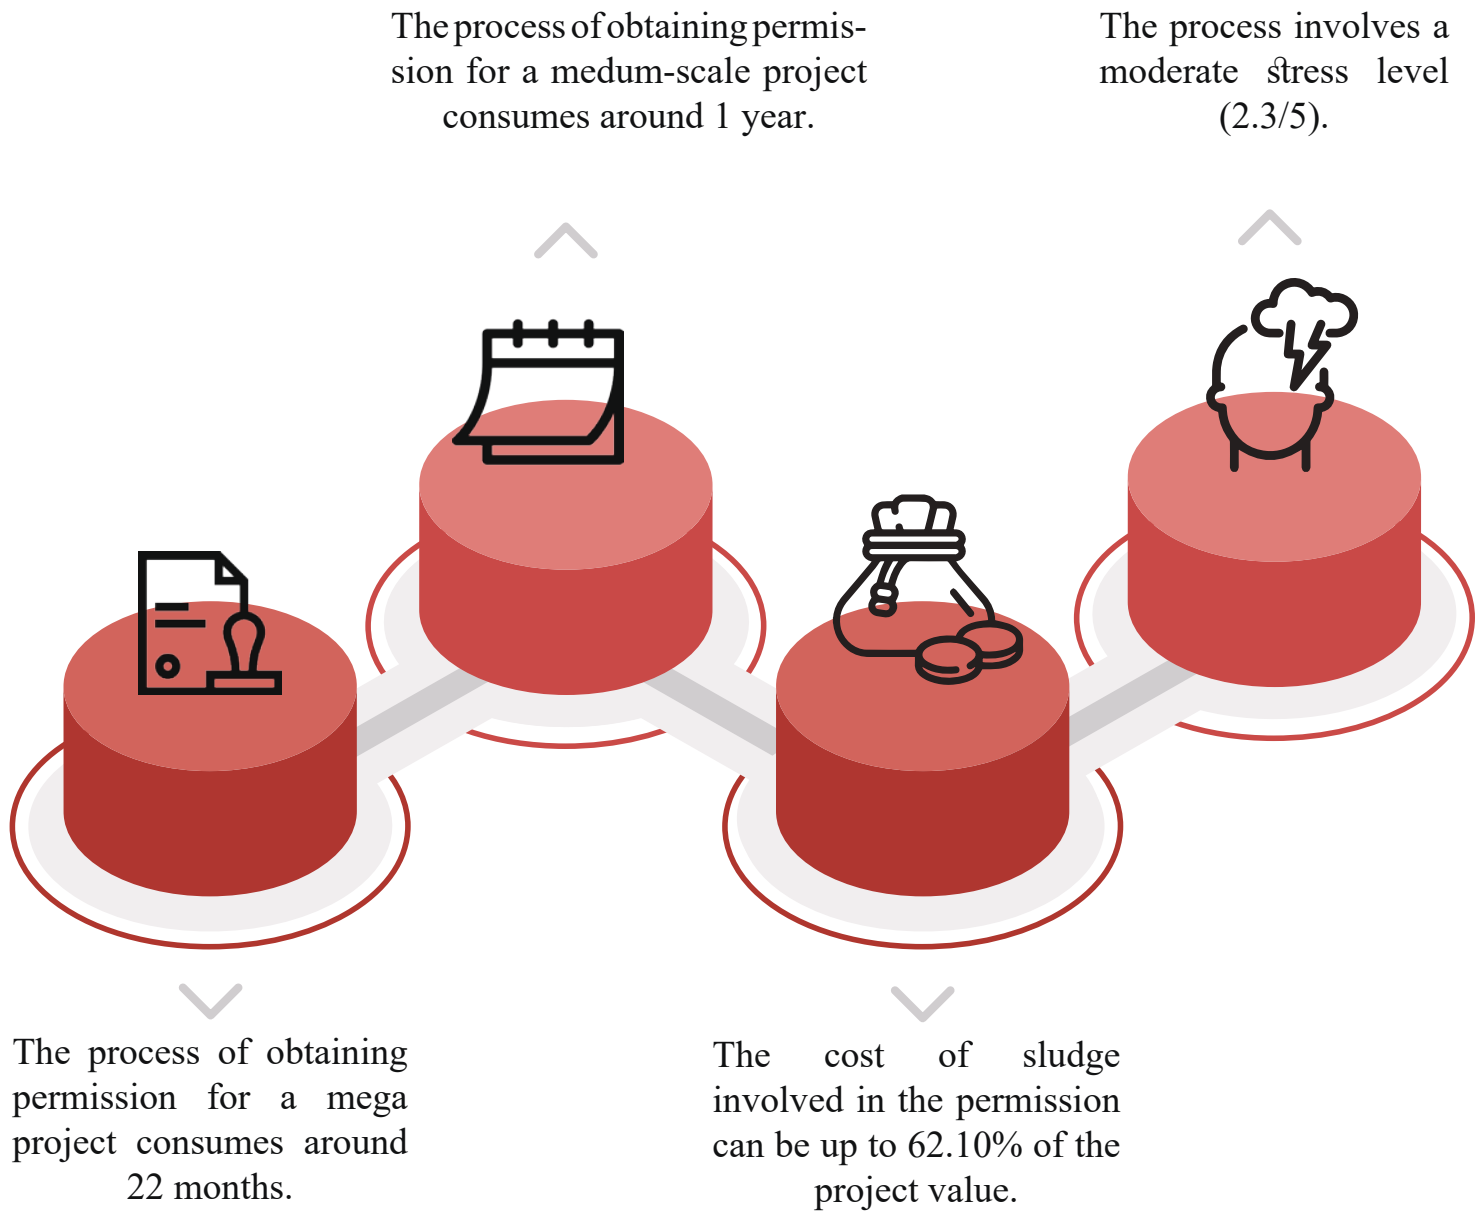 The process of obtaining permis-
sion for a medum-scale project
consumes around 1 year.
The process involves a
moderate stress level
(2.3/5).
The process of obtaining
permission for a mega
project consumes around
22 months.
The cost of sludge
involved in the permission
can be up to 62.10% of the
project value.